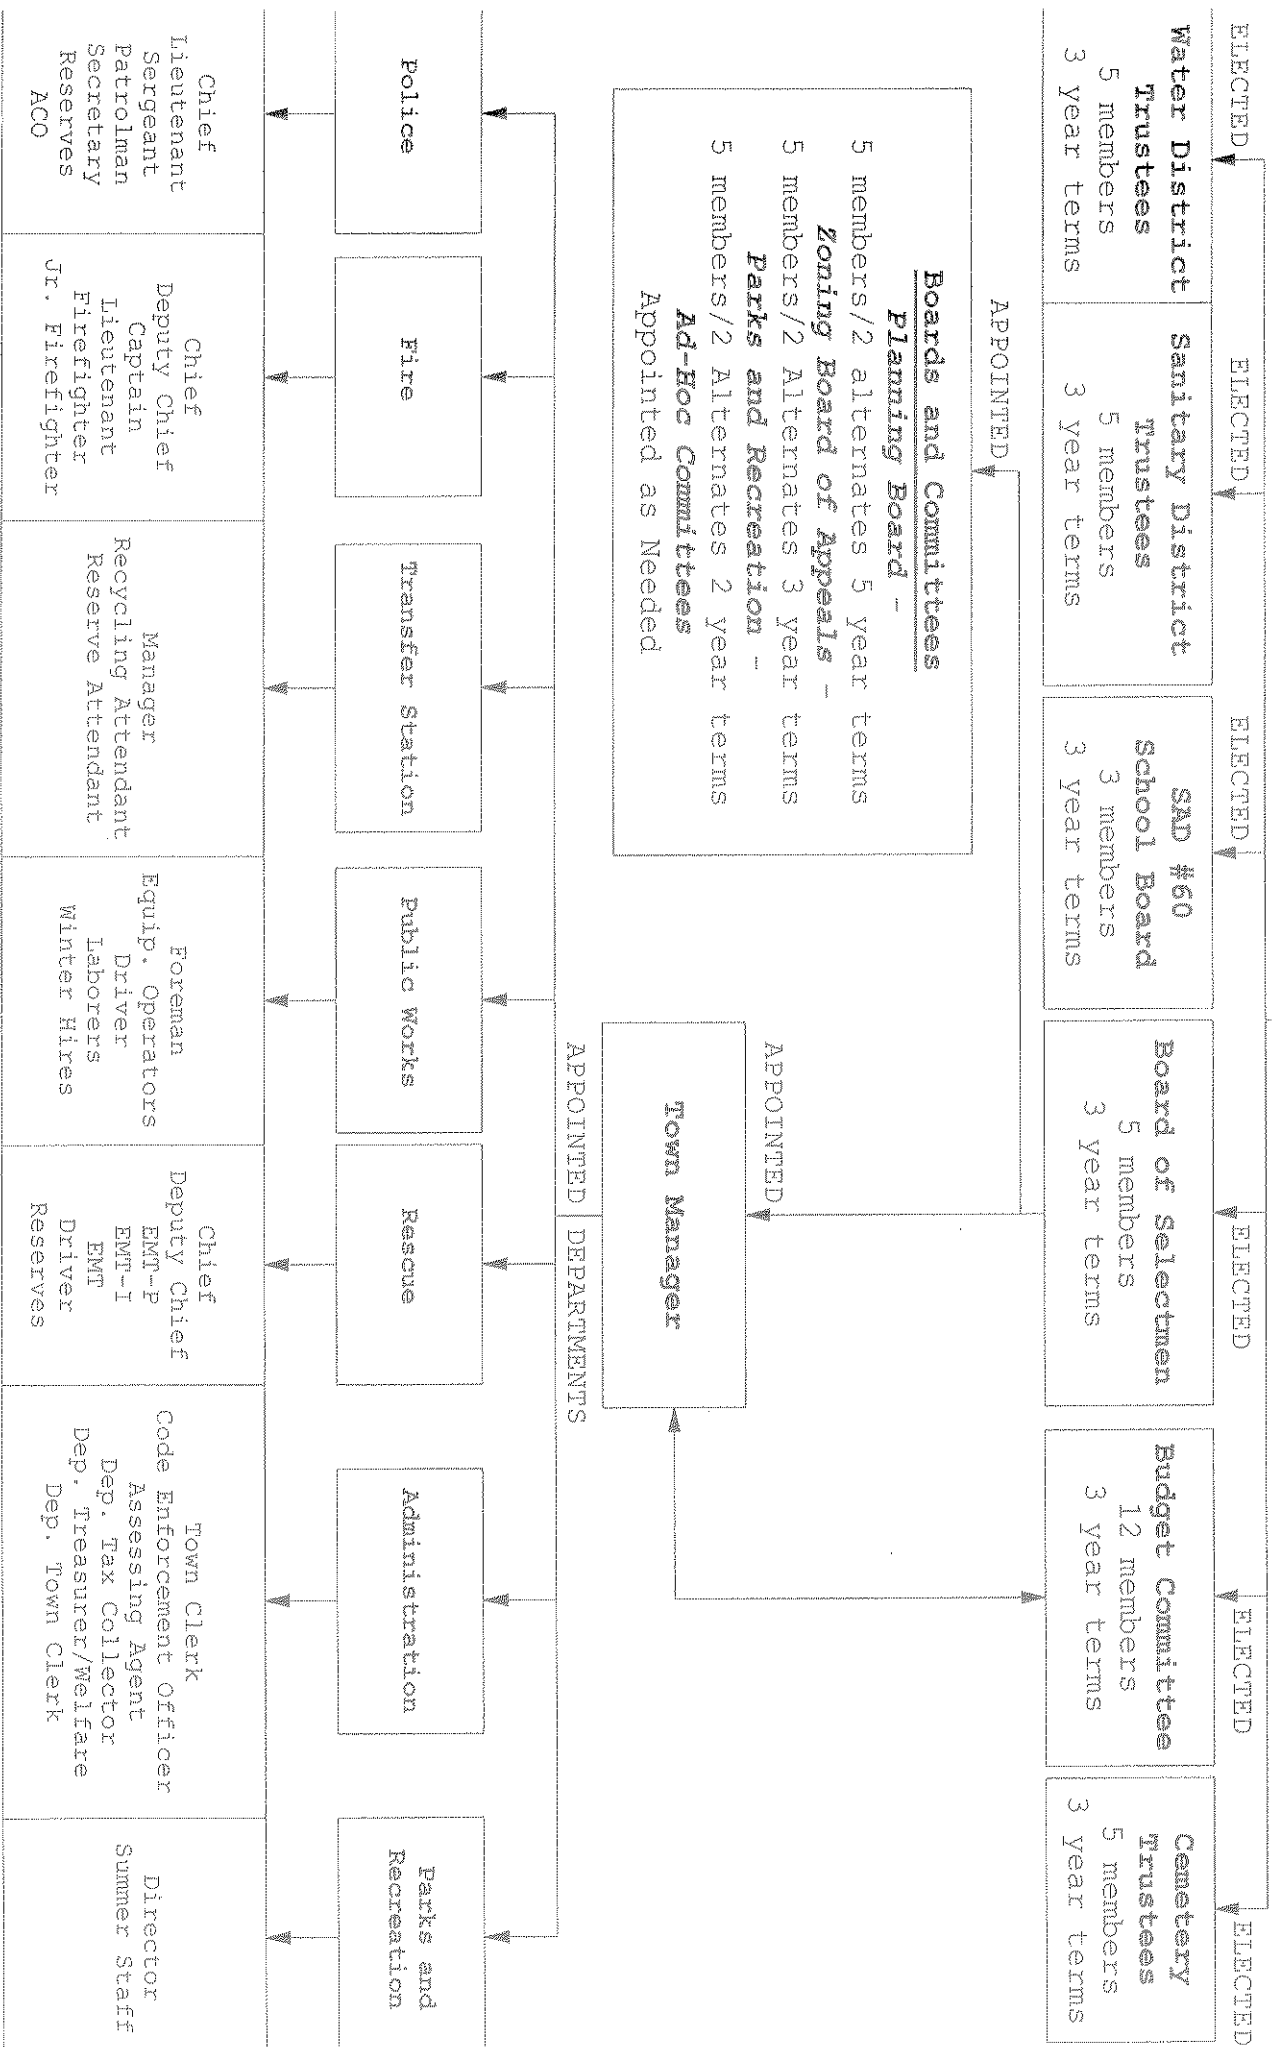 ELECTED
ELECTED
ELECTED
ELECTED
ELECTED
ELECTED
Water District
Trustees
5 members
3 year terms
Sanitary District
Trustees
5 members
3 year terms
SAD #60
School Board
3 members
3 year terms
Board of Selectmen
5 members
3 year terms
Budget Committee
12 members
3 year terms
Cemetery
Trustees
5 members
3 year terms
APPOINTED
Boards and Committees
Planning Board -
5 members/2 alternates 5 year terms
Zoning Board of Appeals -
5 members/2 Alternates 3 year terms
Parks and Recreation -
5 members/2 Alternates 2 year terms
Ad-Hoc Committees
Appointed as Needed
APPOINTED
Town Manager
APPOINTED DEPARTMENTS
Police
Fire
Transfer Station
Public Works
Rescue
Administration
Parks and
Recreation
Chief
Lieutenant
Sergeant
Patrolman
Secretary
Reserves
ACO
Chief
Deputy Chief
Captain
Lieutenant
Firefighter
Jr. Firefighter
Manager
Recycling Attendant
Reserve Attendant
Foreman
Equip. Operators
Driver
Laborers
Winter Hires
Chief
Deputy Chief
EMT-P
EMT-I
EMT
Driver
Reserves
Town Clerk
Code Enforcement Officer
Assessing Agent
Dep. Tax Collector
Dep. Treasurer/Welfare
Dep. Town Clerk
Director
Summer Staff